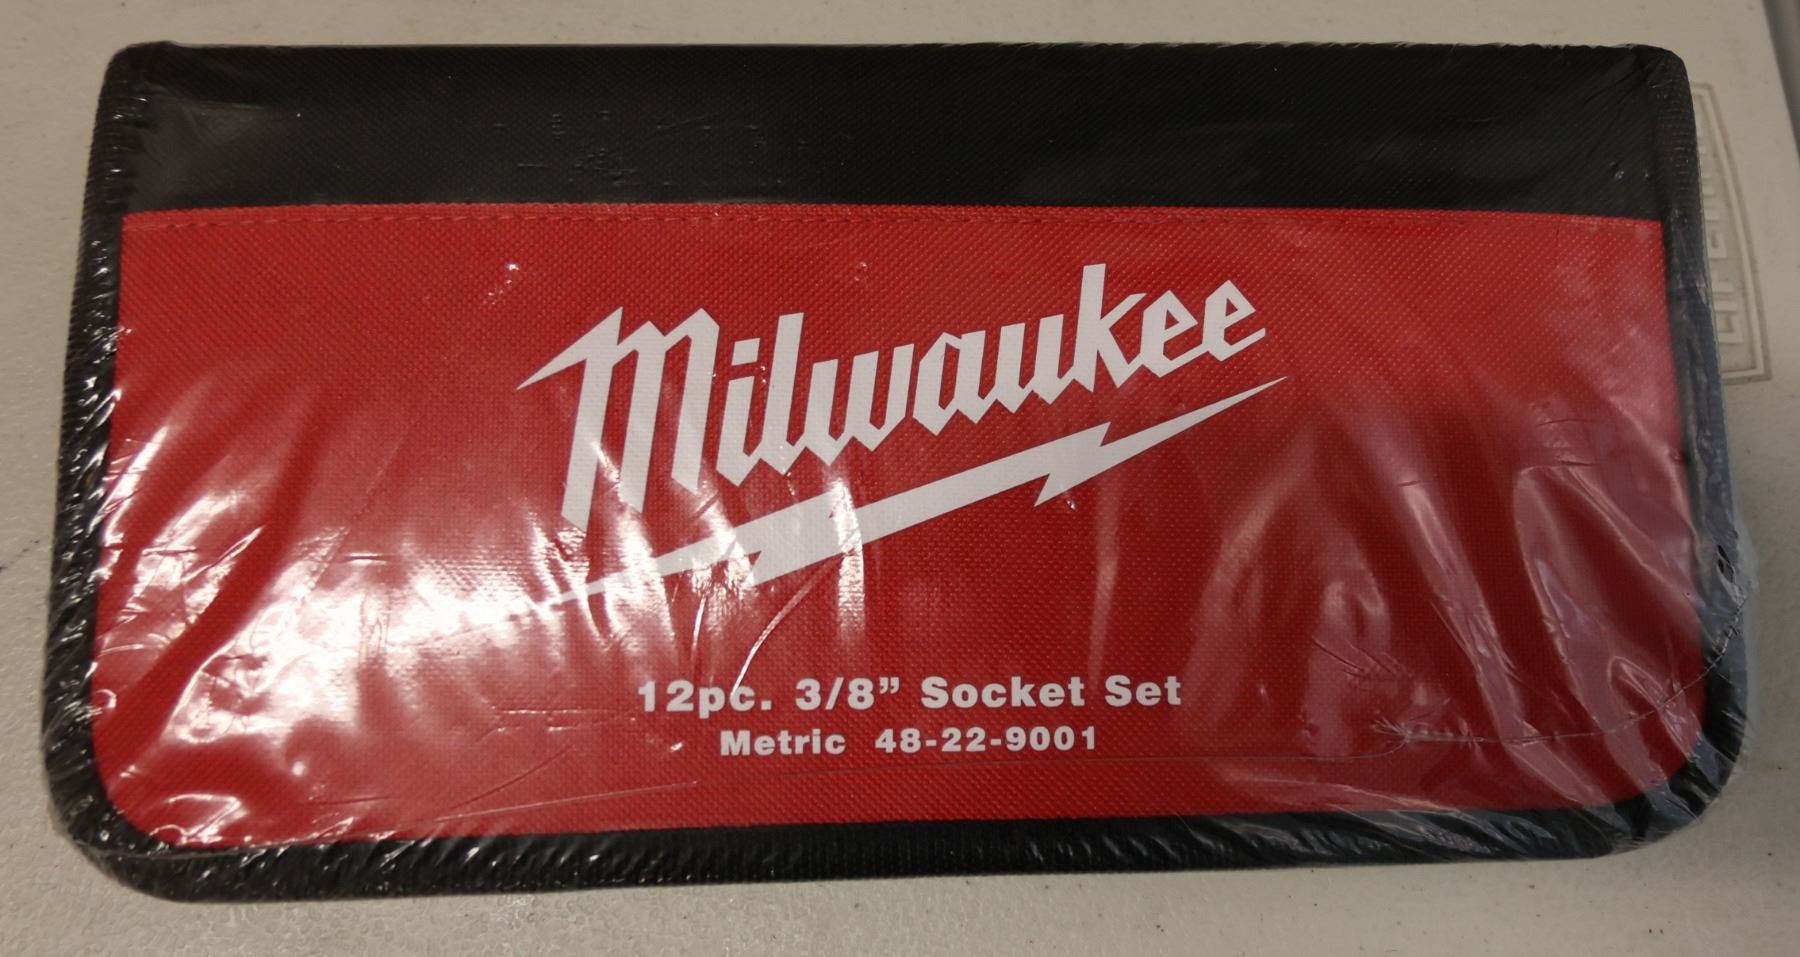 Milwaukee
12pc. 3/8” Socket Set
Metric 48-22-9001